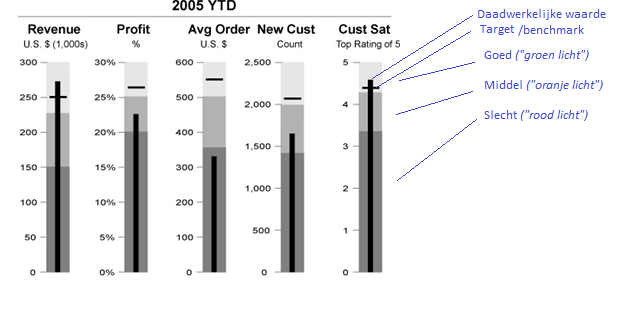 2005 YTD
Revenue
U.S. $ (1,000s)
300
250
200
150
100
50
0
Profit
%
30%
25%
20%
15%
10%
5%
0%
Avg Order
U.S. $
600
500
400
300
200
100
0
New Cust
Count
2,500
2,000
1,500
1,000
500
0
Cust Sat
Top Rating of 5
5
4
3
2
1
0
Daadwerkelijke waarde
Target /benchmark
Goed ("groen licht")
Middel ("oranje licht")
Slecht ("rood licht")